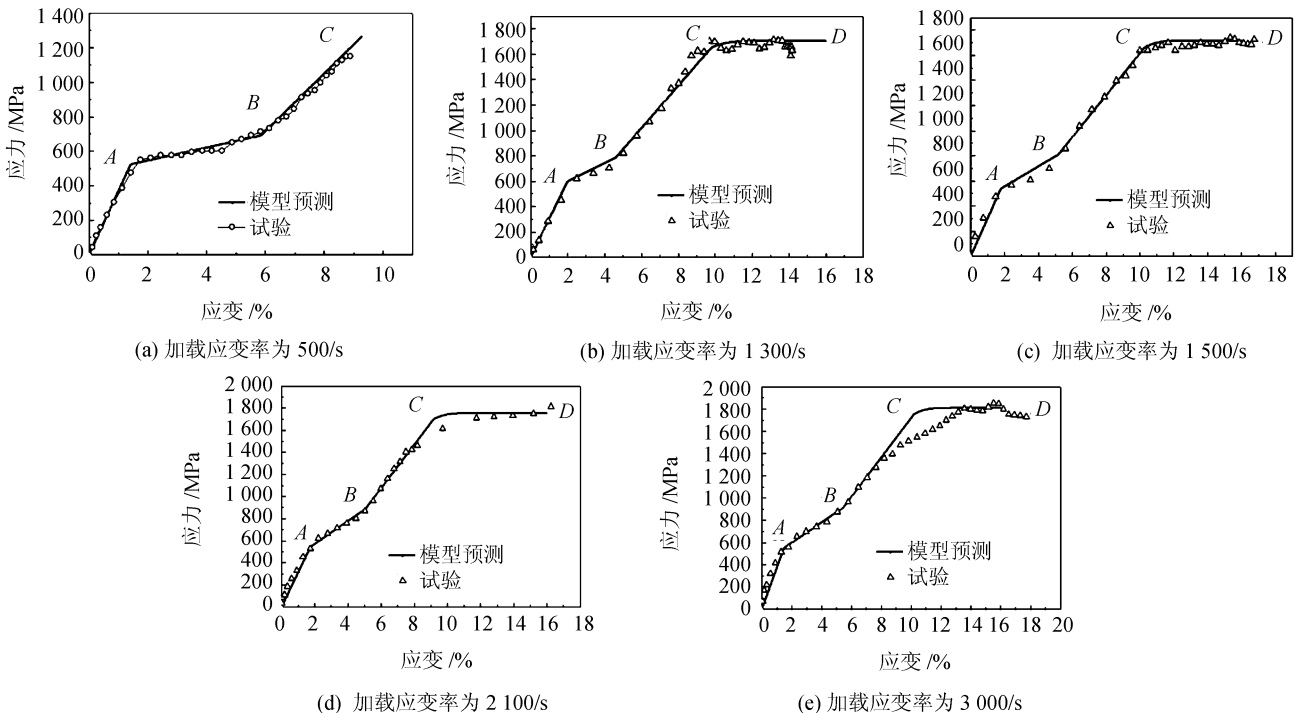 1 400
1 200
1 000
800
600
400
200
0
应力 /MPa
A
B
C
模型预测
试验
0 2 4 6 8 10
应变 /%
(a) 加载应变率为 500/s
1 800
1 600
1 400
1 200
1 000
800
600
400
200
0
应力 /MPa
A
B
C
D
模型预测
试验
0 2 4 6 8 10 12 14 16 18
应变 /%
(b) 加载应变率为 1 300/s
1 800
1 600
1 400
1 200
1 000
800
600
400
200
0
应力 /MPa
A
B
C
D
模型预测
试验
0 2 4 6 8 10 12 14 16 18
应变 /%
(c) 加载应变率为 1 500/s
2 000
1 800
1 600
1 400
1 200
1 000
800
600
400
200
0
应力 /MPa
A
B
C
D
模型预测
试验
0 2 4 6 8 10 12 14 16 18
应变 /%
(d) 加载应变率为 2 100/s
2 000
1 800
1 600
1 400
1 200
1 000
800
600
400
200
0
应力 /MPa
A
B
C
D
模型预测
试验
0 2 4 6 8 10 12 14 16 18 20
应变 /%
(e) 加载应变率为 3 000/s